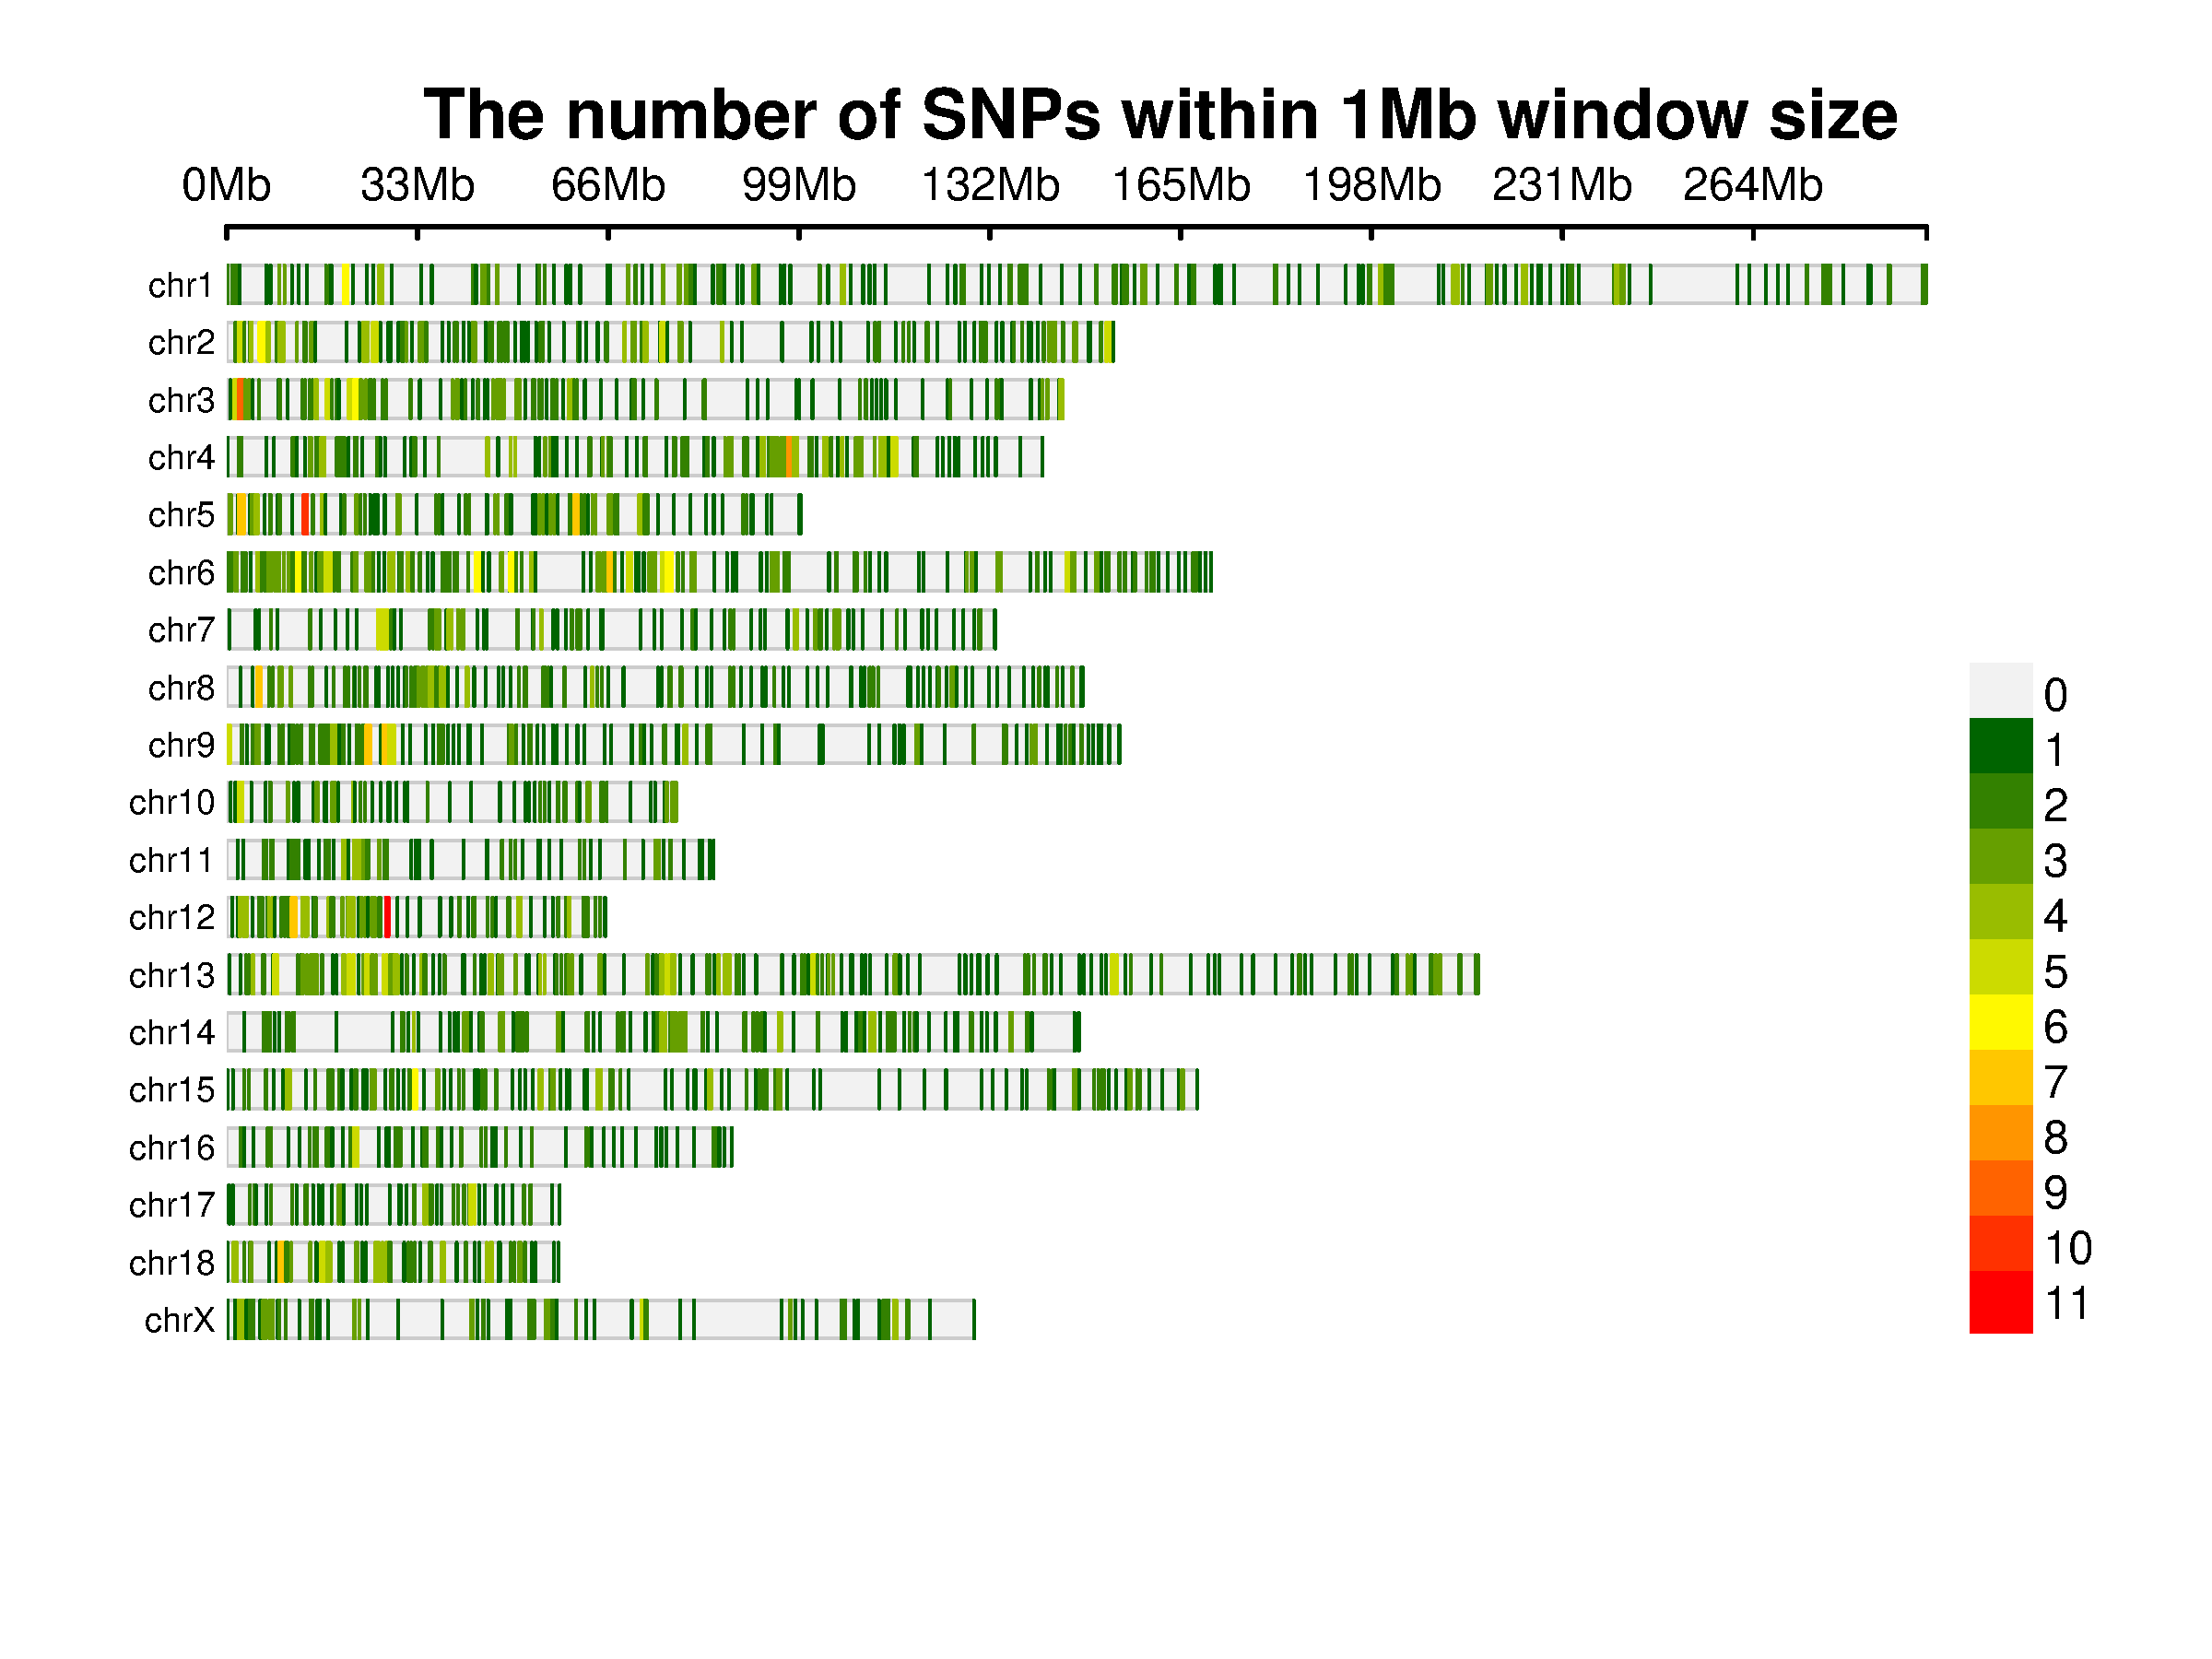 The number of SNPs within 1Mb window size
0Mb 33Mb 66Mb 99Mb 132Mb 165Mb 198Mb 231Mb 264Mb
chr1
chr2
chr3
chr4
chr5
chr6
chr7
chr8
chr9
chr10
chr11
chr12
chr13
chr14
chr15
chr16
chr17
chr18
chrX
0
1
2
3
4
5
6
7
8
9
10
11